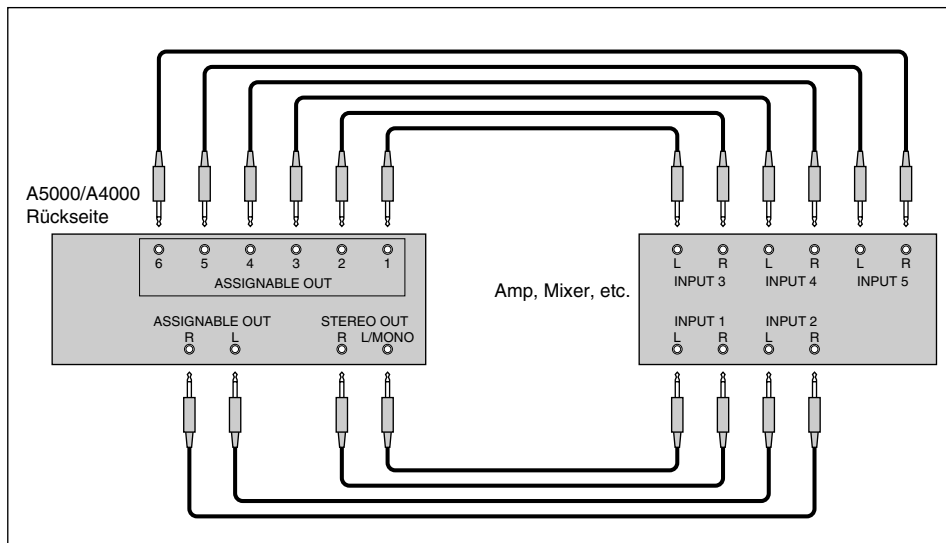 A5000/A4000
Rückseite
6 5 4 3 2 1
ASSIGNABLE OUT
ASSIGNABLE OUT STEREO OUT
R L R L/MONO
Amp, Mixer, etc.
L R L R L R
INPUT 3 INPUT 4 INPUT 5
INPUT 1 INPUT 2
L R L R